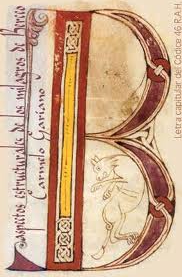 Aspectos Estructurales de los milagros de Berceo
Carmelo Gariano
Letra capitular del Códice 46 R.A.H.